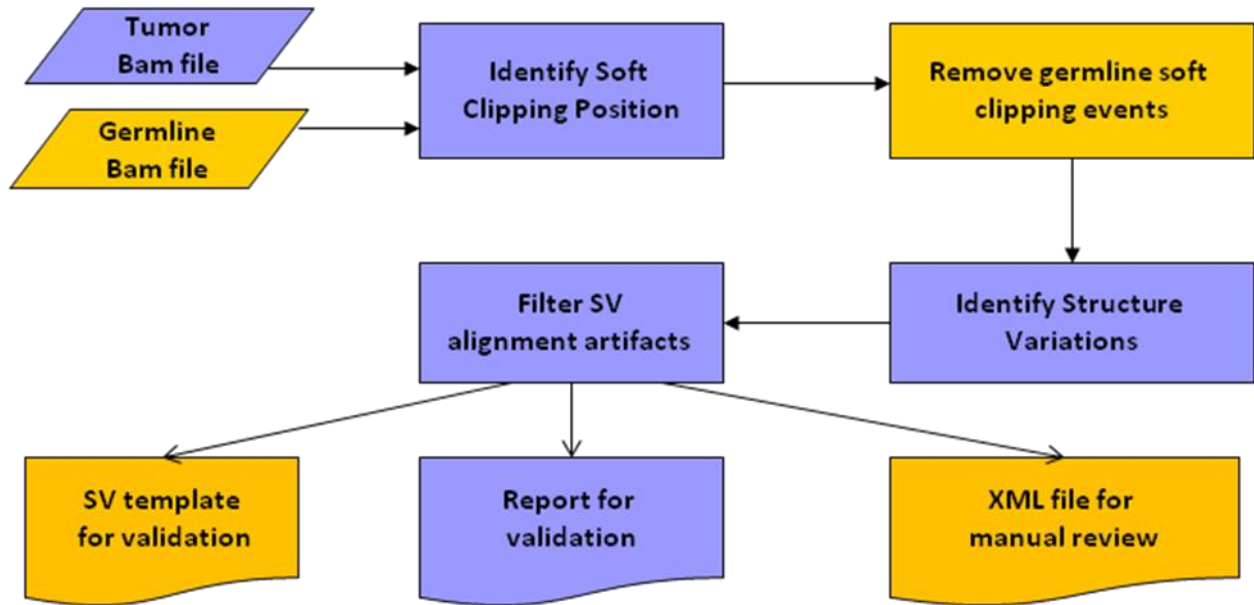 Tumor
Bam file
Germline
Bam file
Identify Soft
Clipping Position
Remove germline soft
clipping events
Identify Structure
Variations
Filter SV
alignment artifacts
SV template
for validation
Report for
validation
XML file for
manual review